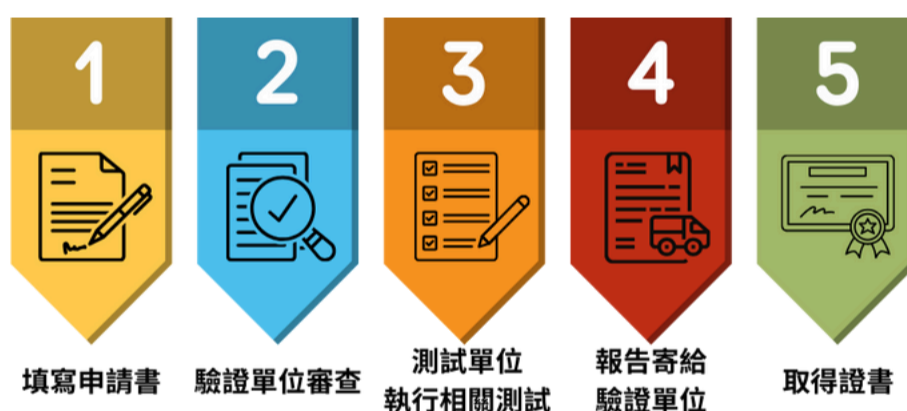 1
2
3
4
5
填寫申請書
驗證單位審查
測試單位
執行相關測試
報告寄給
驗證單位
取得證書